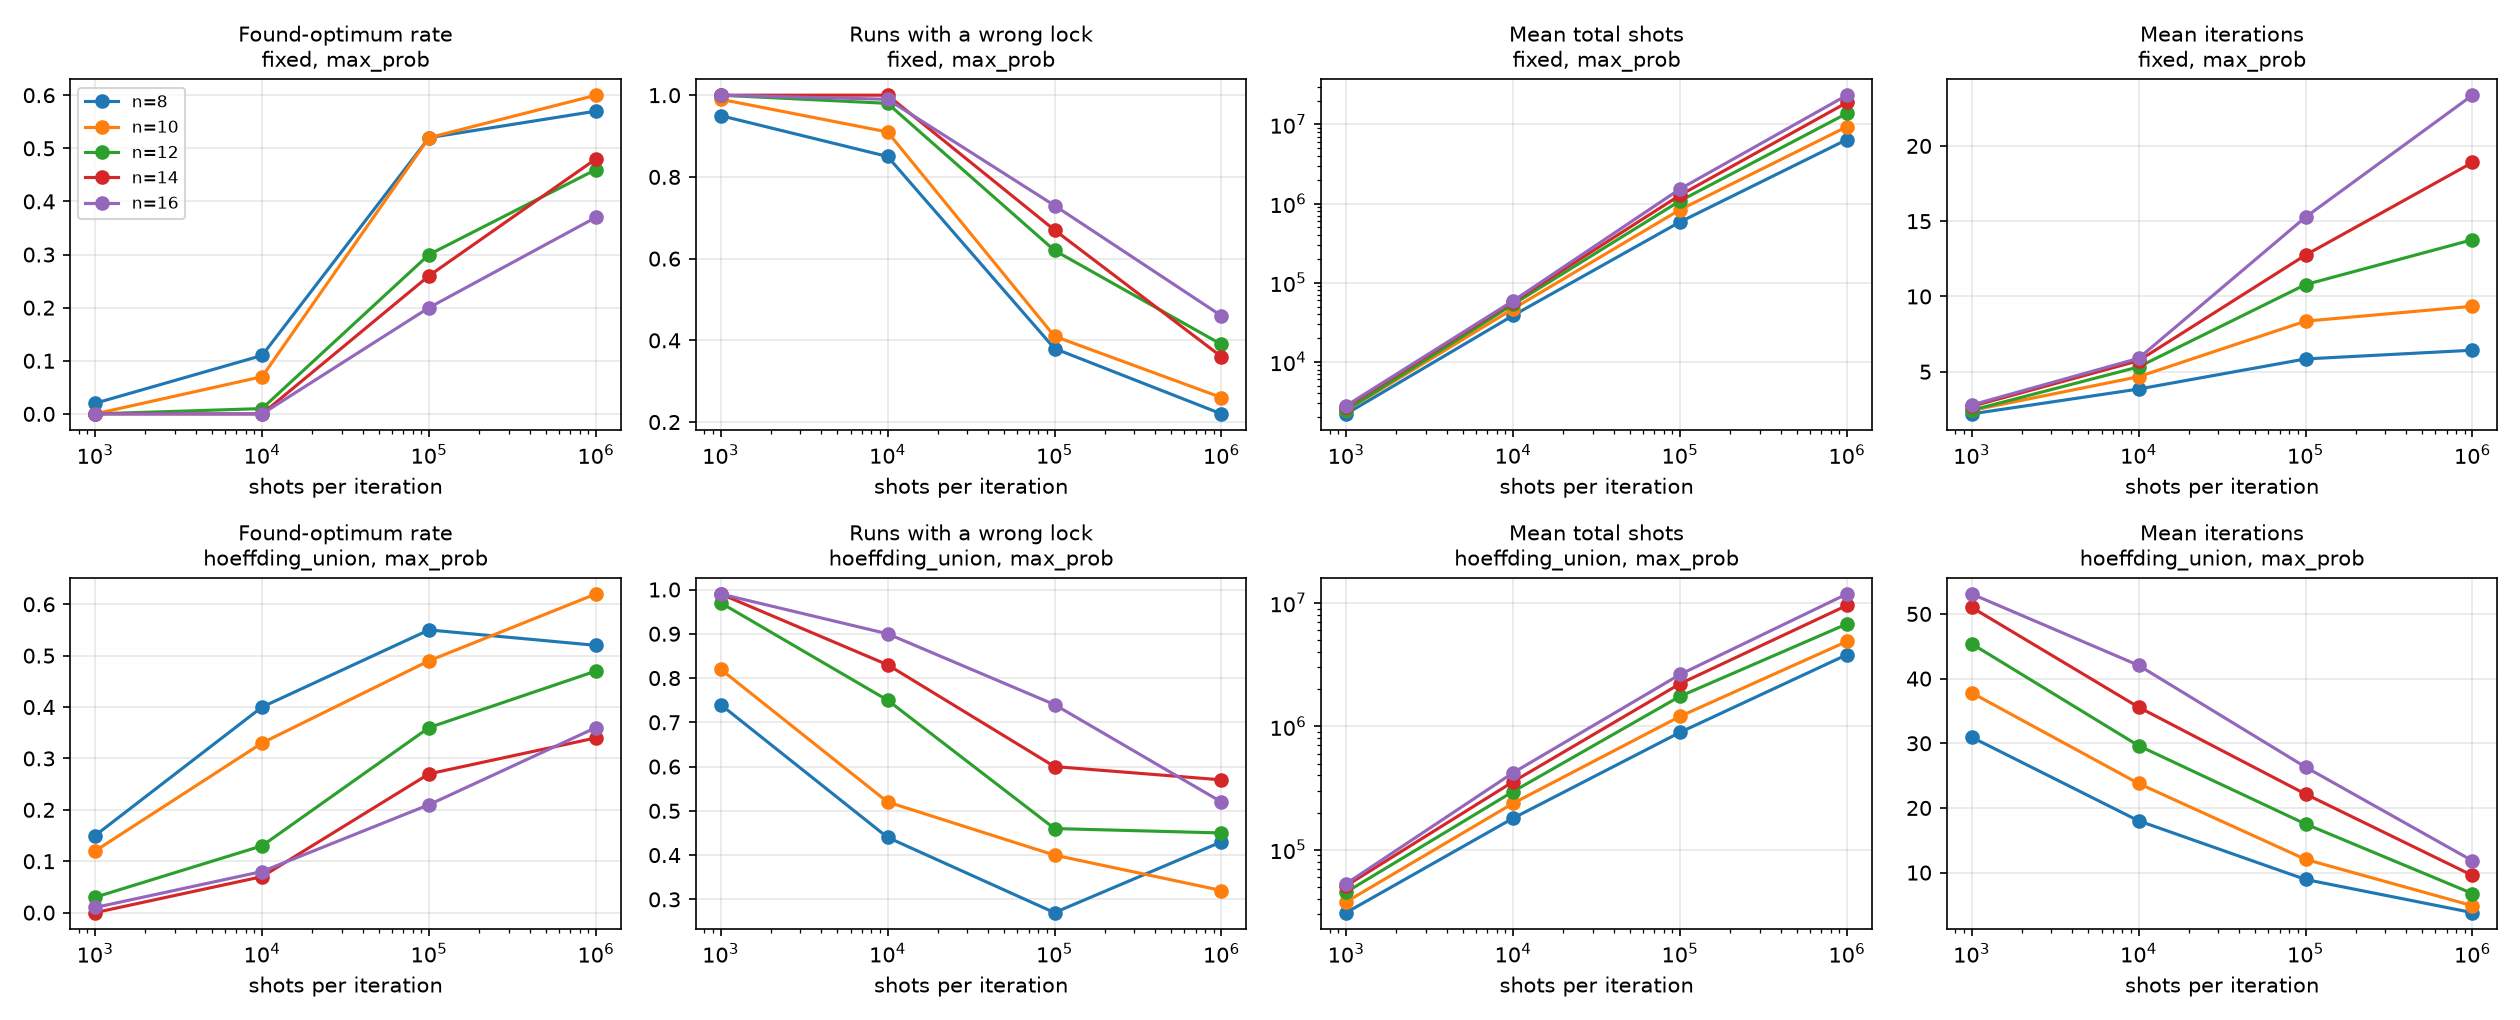 Found-optimum rate
fixed, max_prob
0.6
0.5
0.4
0.3
0.2
0.1
0.0
n=8
n=10
n=12
n=14
n=16
10³
10⁴
10⁵
10⁶
shots per iteration
Runs with a wrong lock
fixed, max_prob
1.0
0.8
0.6
0.4
0.2
10³
10⁴
10⁵
10⁶
shots per iteration
Mean total shots
fixed, max_prob
10⁷
10⁶
10⁵
10⁴
10³
10⁴
10⁵
10⁶
shots per iteration
Mean iterations
fixed, max_prob
20
15
10
5
10³
10⁴
10⁵
10⁶
shots per iteration
Found-optimum rate
hoeffding_union, max_prob
0.6
0.5
0.4
0.3
0.2
0.1
0.0
10³
10⁴
10⁵
10⁶
shots per iteration
Runs with a wrong lock
hoeffding_union, max_prob
1.0
0.9
0.8
0.7
0.6
0.5
0.4
0.3
10³
10⁴
10⁵
10⁶
shots per iteration
Mean total shots
hoeffding_union, max_prob
10⁷
10⁶
10⁵
10³
10⁴
10⁵
10⁶
shots per iteration
Mean iterations
hoeffding_union, max_prob
50
40
30
20
10
10³
10⁴
10⁵
10⁶
shots per iteration